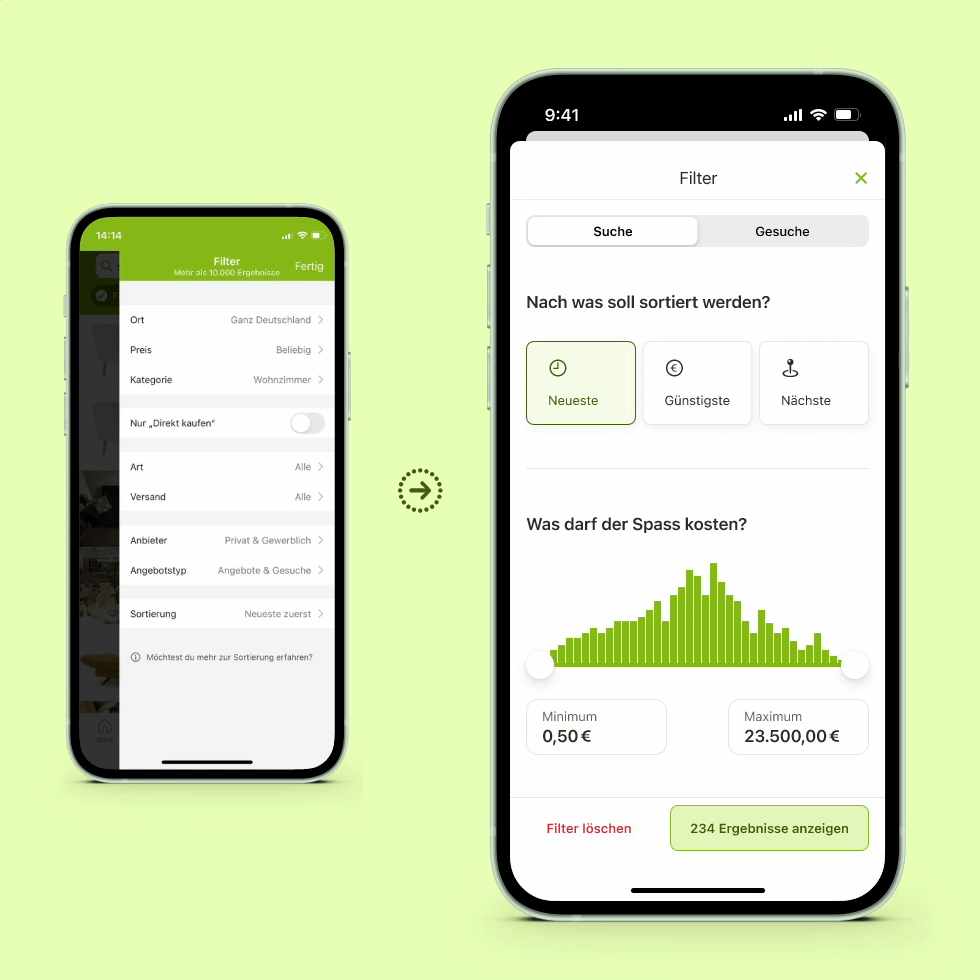 14:14
Filter
Mehr als 10.000 Ergebnisse
Fertig
Ort Ganz Deutschland
Preis Beliebig
Kategorie Wohnzimmer
Nur „Direkt kaufen“
Art Alle
Versand Alle
Anbieter Privat & Gewerblich
Angebotstyp Angebote & Gesuche
Sortierung Neueste zuerst
Möchtest du mehr zur Sortierung erfahren?
Start
9:41
Filter
Suche Gesuche
Nach was soll sortiert werden?
Neueste Günstigste Nächste
Was darf der Spass kosten?
Minimum Maximum
0,50 € 23.500,00 €
Filter löschen 234 Ergebnisse anzeigen